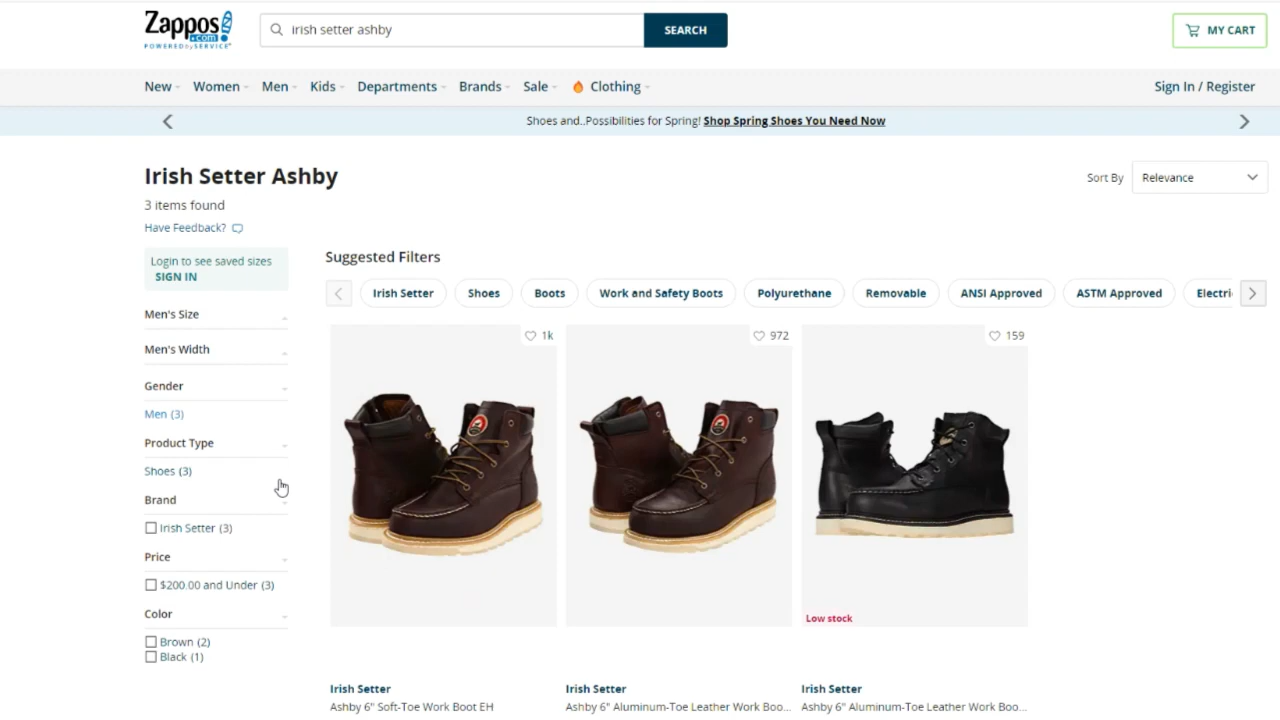 Zappos
.com
POWERED by SERVICE
irish setter ashby
SEARCH
MY CART
New
Women
Men
Kids
Departments
Brands
Sale
Clothing
Sign In / Register
Shoes and..Possibilities for Spring! Shop Spring Shoes You Need Now
Irish Setter Ashby
Sort By
Relevance
3 items found
Have Feedback?
Login to see saved sizes
SIGN IN
Men's Size
Men's Width
Gender
Men (3)
Product Type
Shoes (3)
Brand
Irish Setter (3)
Price
$200.00 and Under (3)
Color
Brown (2)
Black (1)
Suggested Filters
Irish Setter
Shoes
Boots
Work and Safety Boots
Polyurethane
Removable
ANSI Approved
ASTM Approved
Electri
1k
972
159
Low stock
Irish Setter
Ashby 6" Soft-Toe Work Boot EH
Irish Setter
Ashby 6" Aluminum-Toe Leather Work Boo...
Irish Setter
Ashby 6" Aluminum-Toe Leather Work Boo...